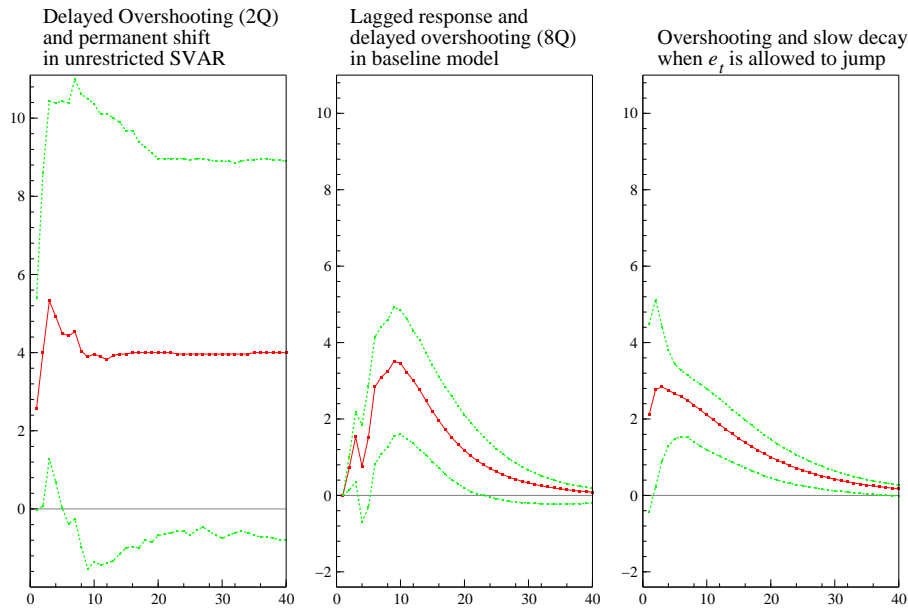 Delayed Overshooting (2Q)
and permanent shift
in unrestricted SVAR
Lagged response and
delayed overshooting (8Q)
in baseline model
Overshooting and slow decay
when e_t is allowed to jump
10
8
6
4
2
0
0 10 20 30 40
10
8
6
4
2
0
−2
0 10 20 30 40
10
8
6
4
2
0
−2
0 10 20 30 40